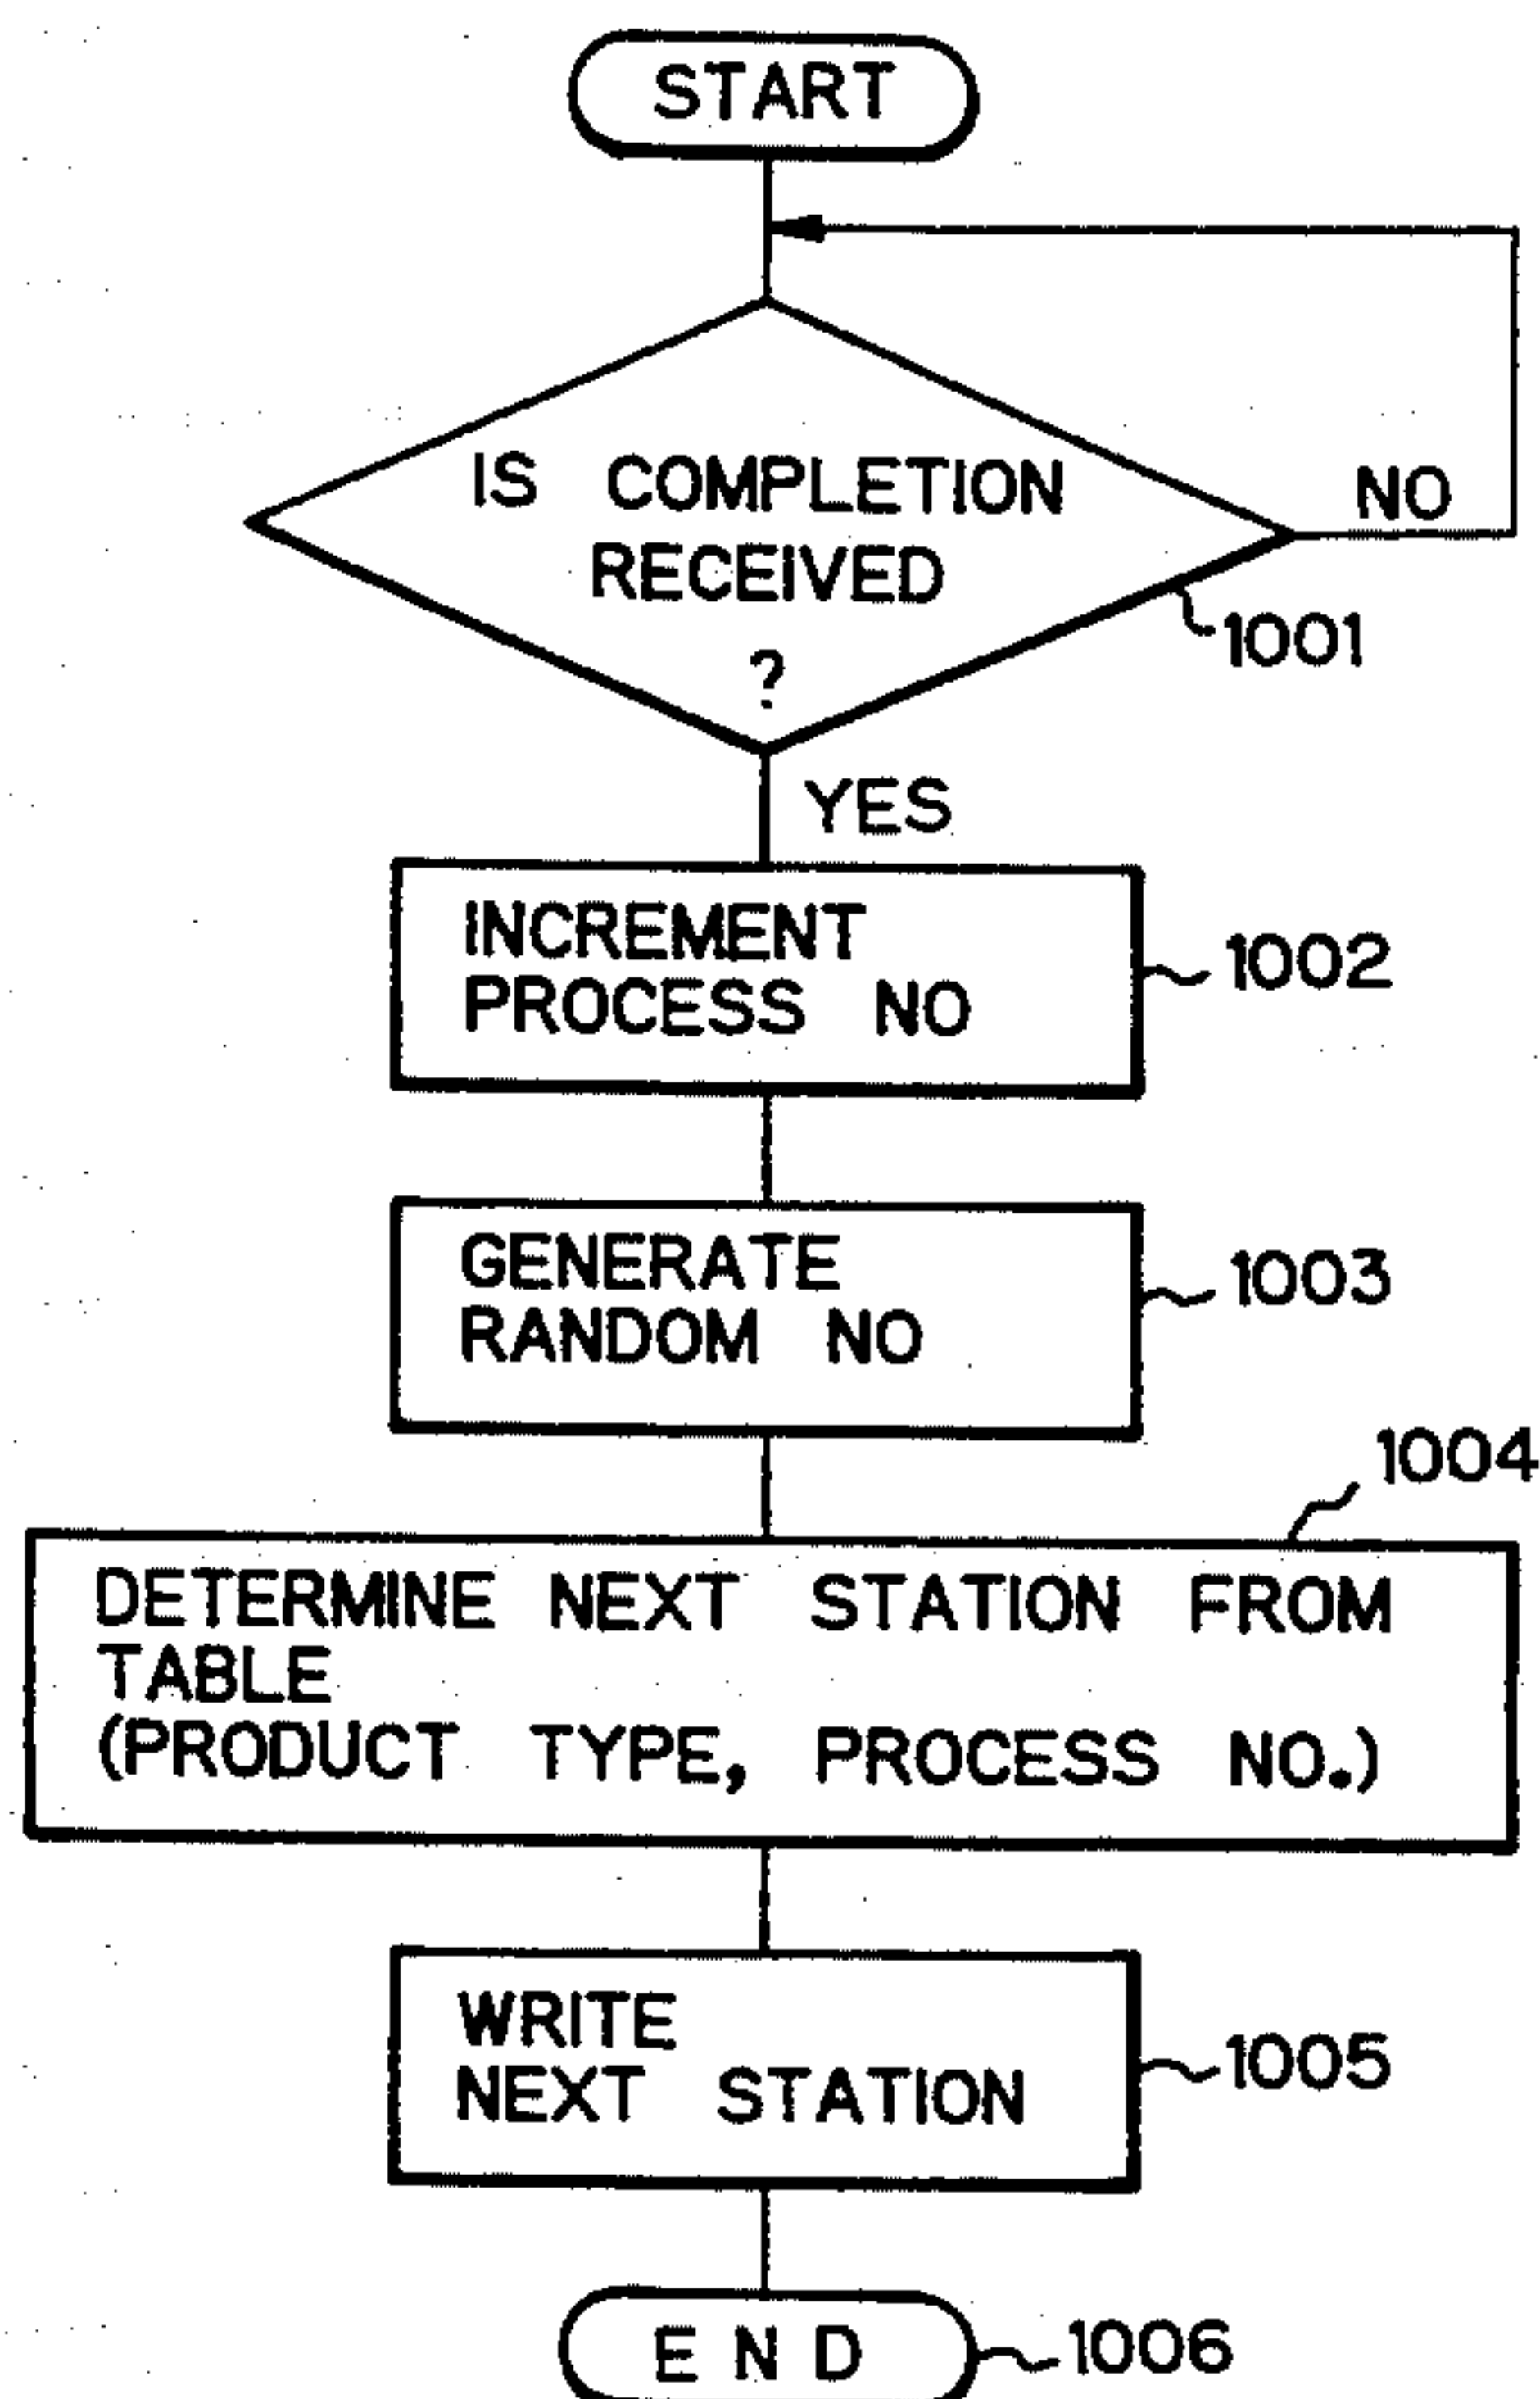 START
IS COMPLETION
RECEIVED
?
NO
1001
YES
INCREMENT
PROCESS NO
1002
GENERATE
RANDOM NO
1003
1004
DETERMINE NEXT STATION FROM
TABLE
(PRODUCT TYPE, PROCESS NO.)
WRITE
NEXT STATION
1005
END
1006